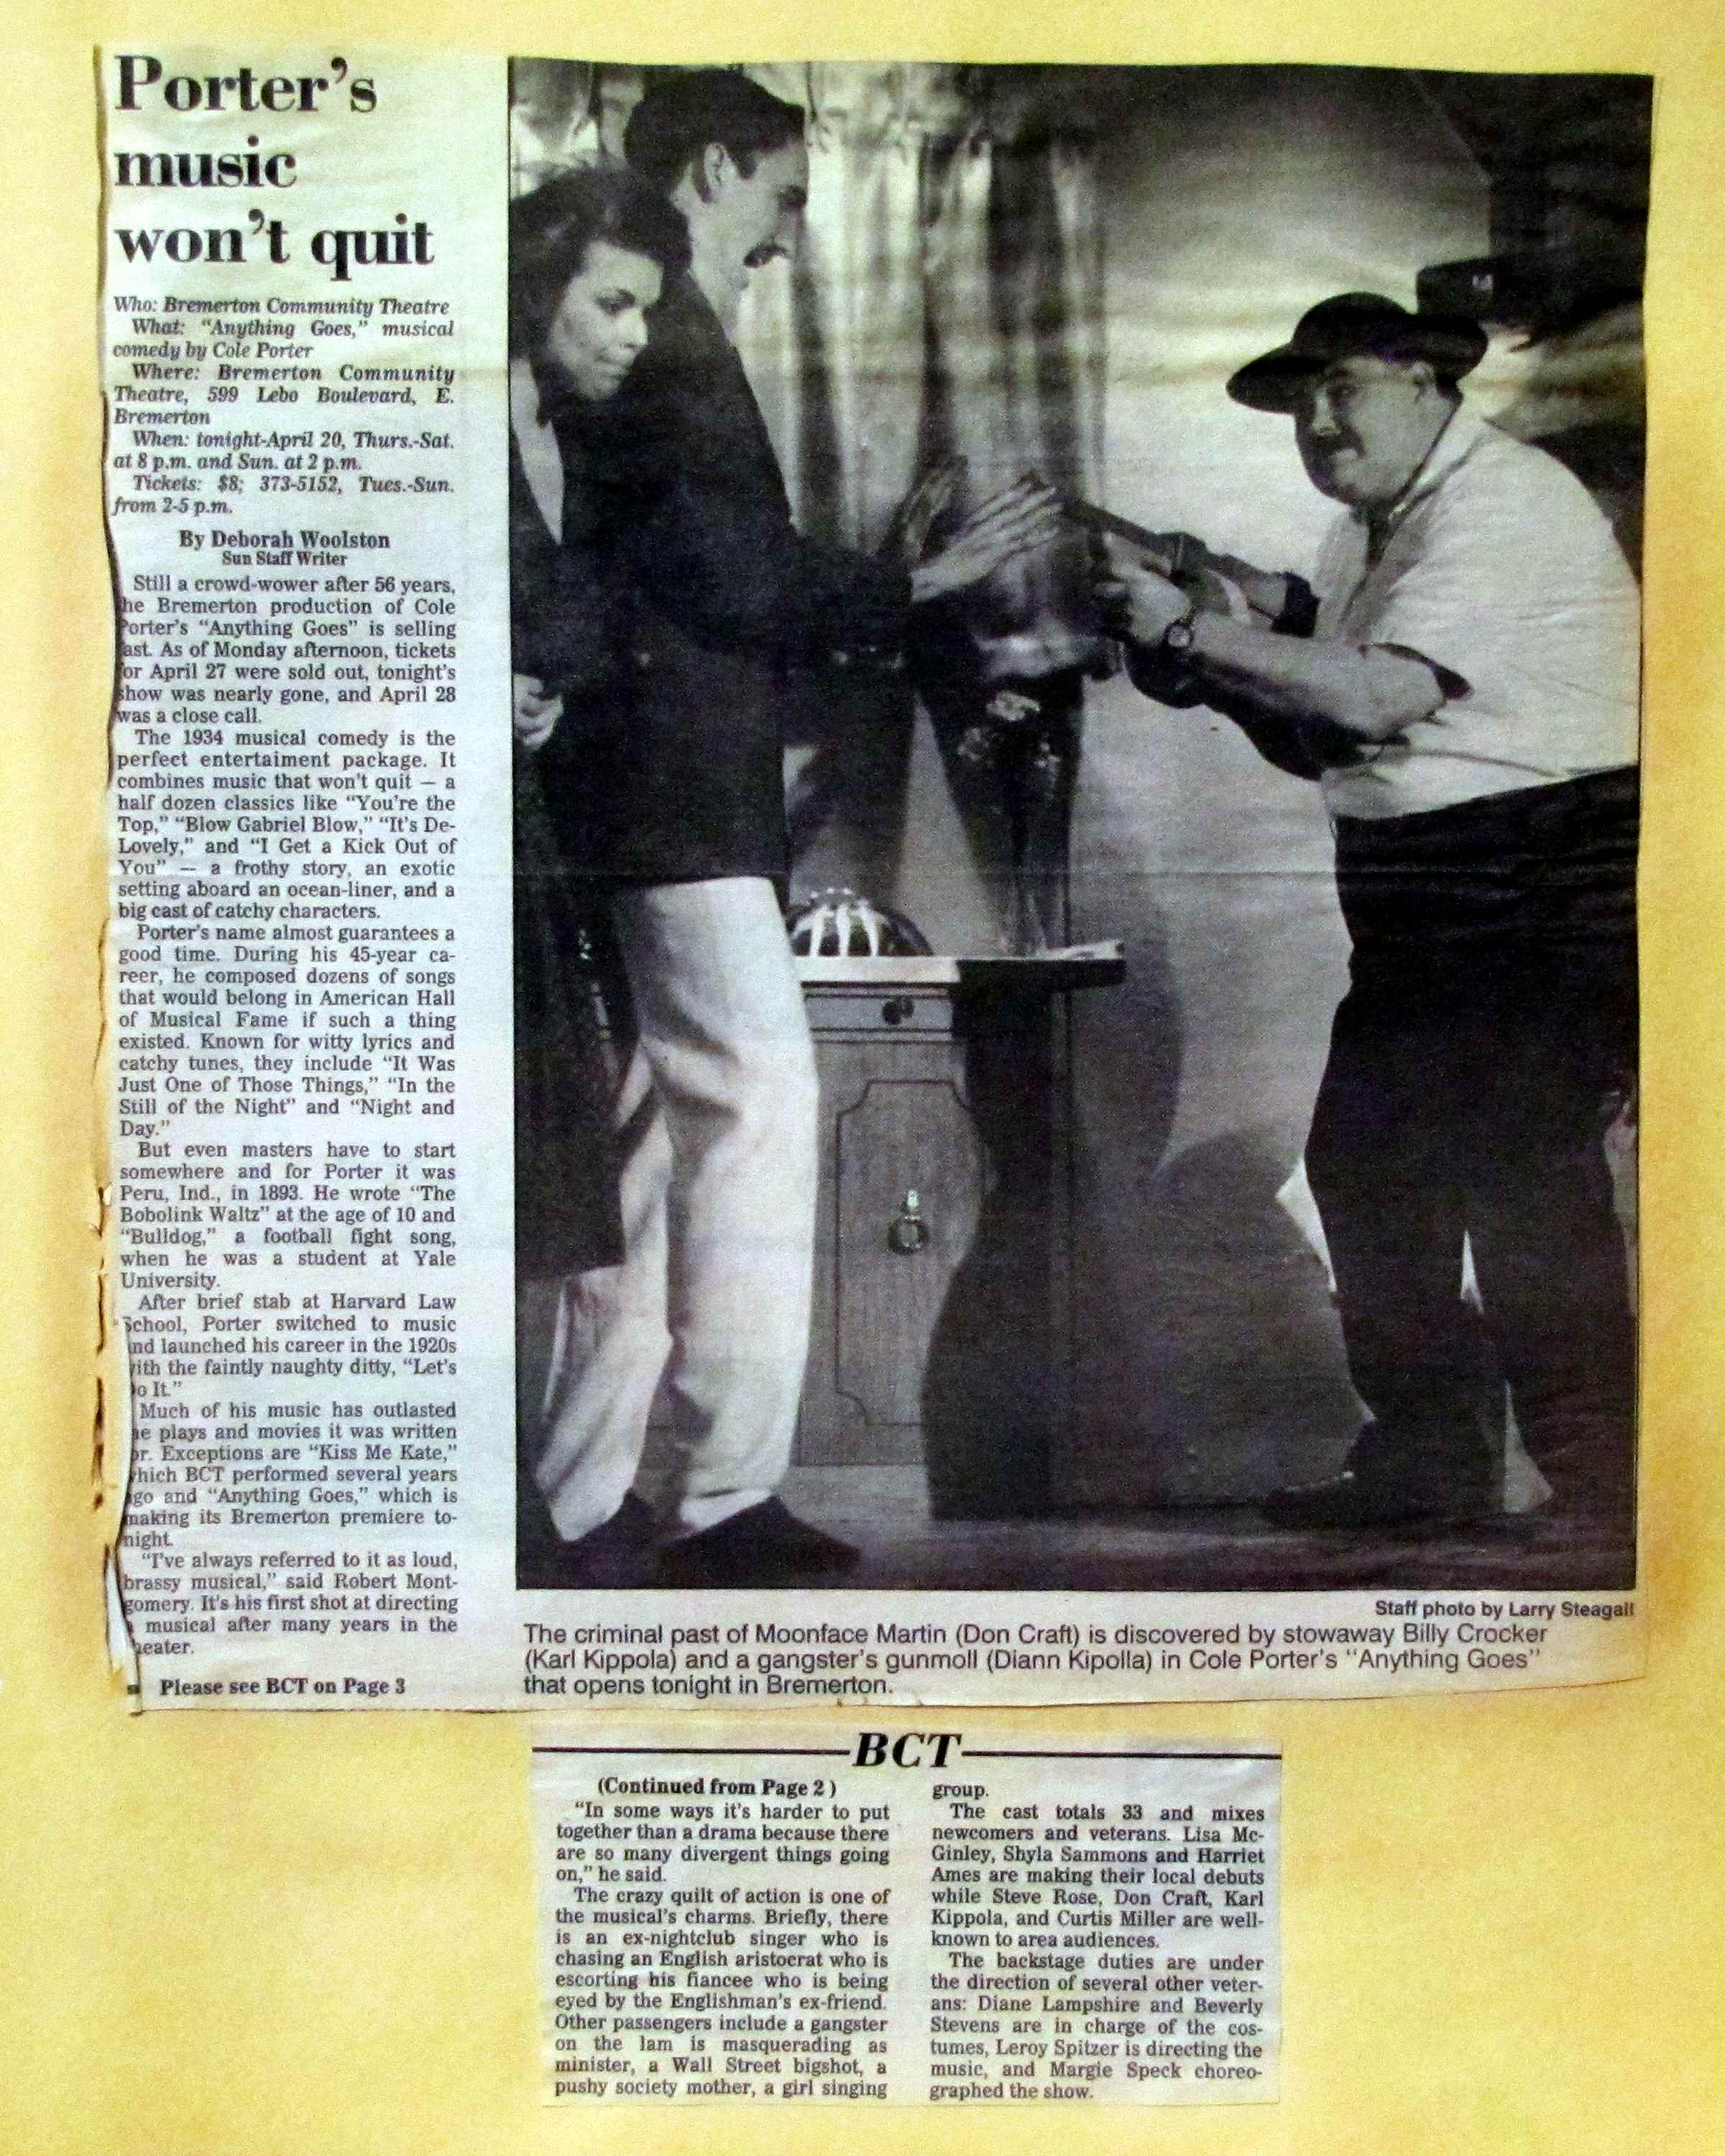 Porter's
music
won't quit
Who: Bremerton Community Theatre
What: "Anything Goes," musical
comedy by Cole Porter
Where: Bremerton Community
Theatre, 599 Lebo Boulevard, E.
Bremerton
When: tonight-April 20, Thurs.-Sat.
at 8 p.m. and Sun. at 2 p.m.
Tickets: $8; 373-5152, Tues.-Sun.
from 2-5 p.m.
By Deborah Woolston
Sun Staff Writer
Still a crowd-wower after 56 years,
he Bremerton production of Cole
Porter's "Anything Goes" is selling
ast. As of Monday afternoon, tickets
for April 27 were sold out, tonight's
show was nearly gone, and April 28
was a close call.
The 1934 musical comedy is the
perfect entertaiment package. It
combines music that won't quit — a
half dozen classics like "You're the
Top," "Blow Gabriel Blow," "It's De-
Lovely," and "I Get a Kick Out of
You" — a frothy story, an exotic
setting aboard an ocean-liner, and a
big cast of catchy characters.
Porter's name almost guarantees a
good time. During his 45-year ca-
reer, he composed dozens of songs
that would belong in American Hall
of Musical Fame if such a thing
existed. Known for witty lyrics and
catchy tunes, they include "It Was
Just One of Those Things," "In the
Still of the Night" and "Night and
Day."
But even masters have to start
somewhere and for Porter it was
Peru, Ind., in 1893. He wrote "The
Bobolink Waltz" at the age of 10 and
"Bulldog," a football fight song,
when he was a student at Yale
University.
After brief stab at Harvard Law
School, Porter switched to music
nd launched his career in the 1920s
ith the faintly naughty ditty, "Let's
o It."
Much of his music has outlasted
e plays and movies it was written
or. Exceptions are "Kiss Me Kate,"
hich BCT performed several years
go and "Anything Goes," which is
making its Bremerton premiere to-
night.
"I've always referred to it as loud,
brassy musical," said Robert Mont-
gomery. It's his first shot at directing
musical after many years in the
heater.
Please see BCT on Page 3
Staff photo by Larry Steagall
The criminal past of Moonface Martin (Don Craft) is discovered by stowaway Billy Crocker
(Karl Kippola) and a gangster's gunmoll (Diann Kipolla) in Cole Porter's "Anything Goes"
that opens tonight in Bremerton.
BCT
(Continued from Page 2 )
"In some ways it's harder to put
together than a drama because there
are so many divergent things going
on," he said.
The crazy quilt of action is one of
the musical's charms. Briefly, there
is an ex-nightclub singer who is
chasing an English aristocrat who is
escorting his fiancee who is being
eyed by the Englishman's ex-friend.
Other passengers include a gangster
on the lam is masquerading as
minister, a Wall Street bigshot, a
pushy society mother, a girl singing
group.
The cast totals 33 and mixes
newcomers and veterans. Lisa Mc-
Ginley, Shyla Sammons and Harriet
Ames are making their local debuts
while Steve Rose, Don Craft, Karl
Kippola, and Curtis Miller are well-
known to area audiences.
The backstage duties are under
the direction of several other veter-
ans: Diane Lampshire and Beverly
Stevens are in charge of the cos-
tumes, Leroy Spitzer is directing the
music, and Margie Speck choreo-
graphed the show.